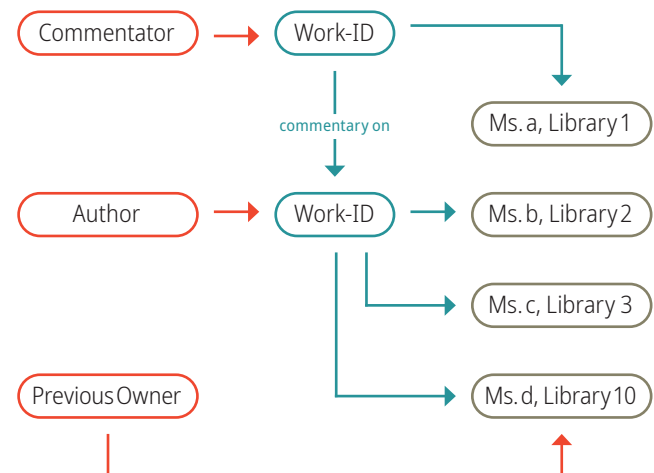 Commentator
Work-ID
commentary on
Ms. a, Library 1
Author
Work-ID
Ms. b, Library 2
Ms. c, Library 3
Previous Owner
Ms. d, Library 10